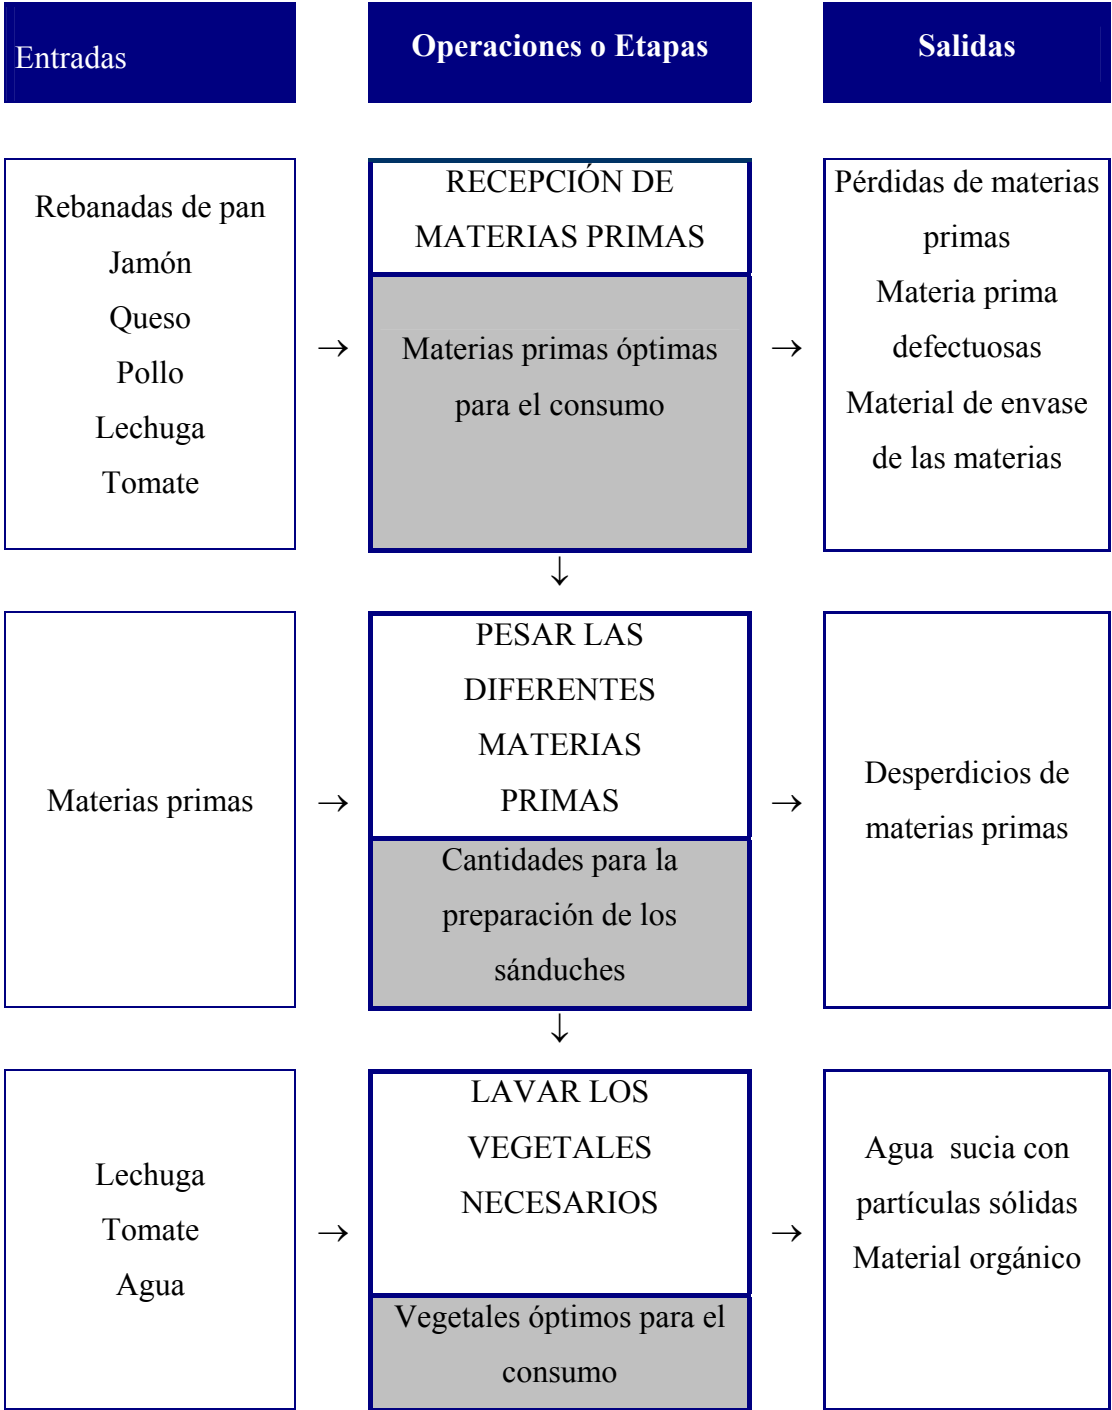 Entradas
Operaciones o Etapas
Salidas
Rebanadas de pan
Jamón
Queso
Pollo
Lechuga
Tomate
→
RECEPCIÓN DE
MATERIAS PRIMAS
Materias primas óptimas
para el consumo
→
Pérdidas de materias
primas
Materia prima
defectuosas
Material de envase
de las materias
↓
Materias primas
→
PESAR LAS
DIFERENTES
MATERIAS
PRIMAS
Cantidades para la
preparación de los
sánduches
→
Desperdicios de
materias primas
↓
Lechuga
Tomate
Agua
→
LAVAR LOS
VEGETALES
NECESARIOS
Vegetales óptimos para el
consumo
→
Agua  sucia con
partículas sólidas
Material orgánico